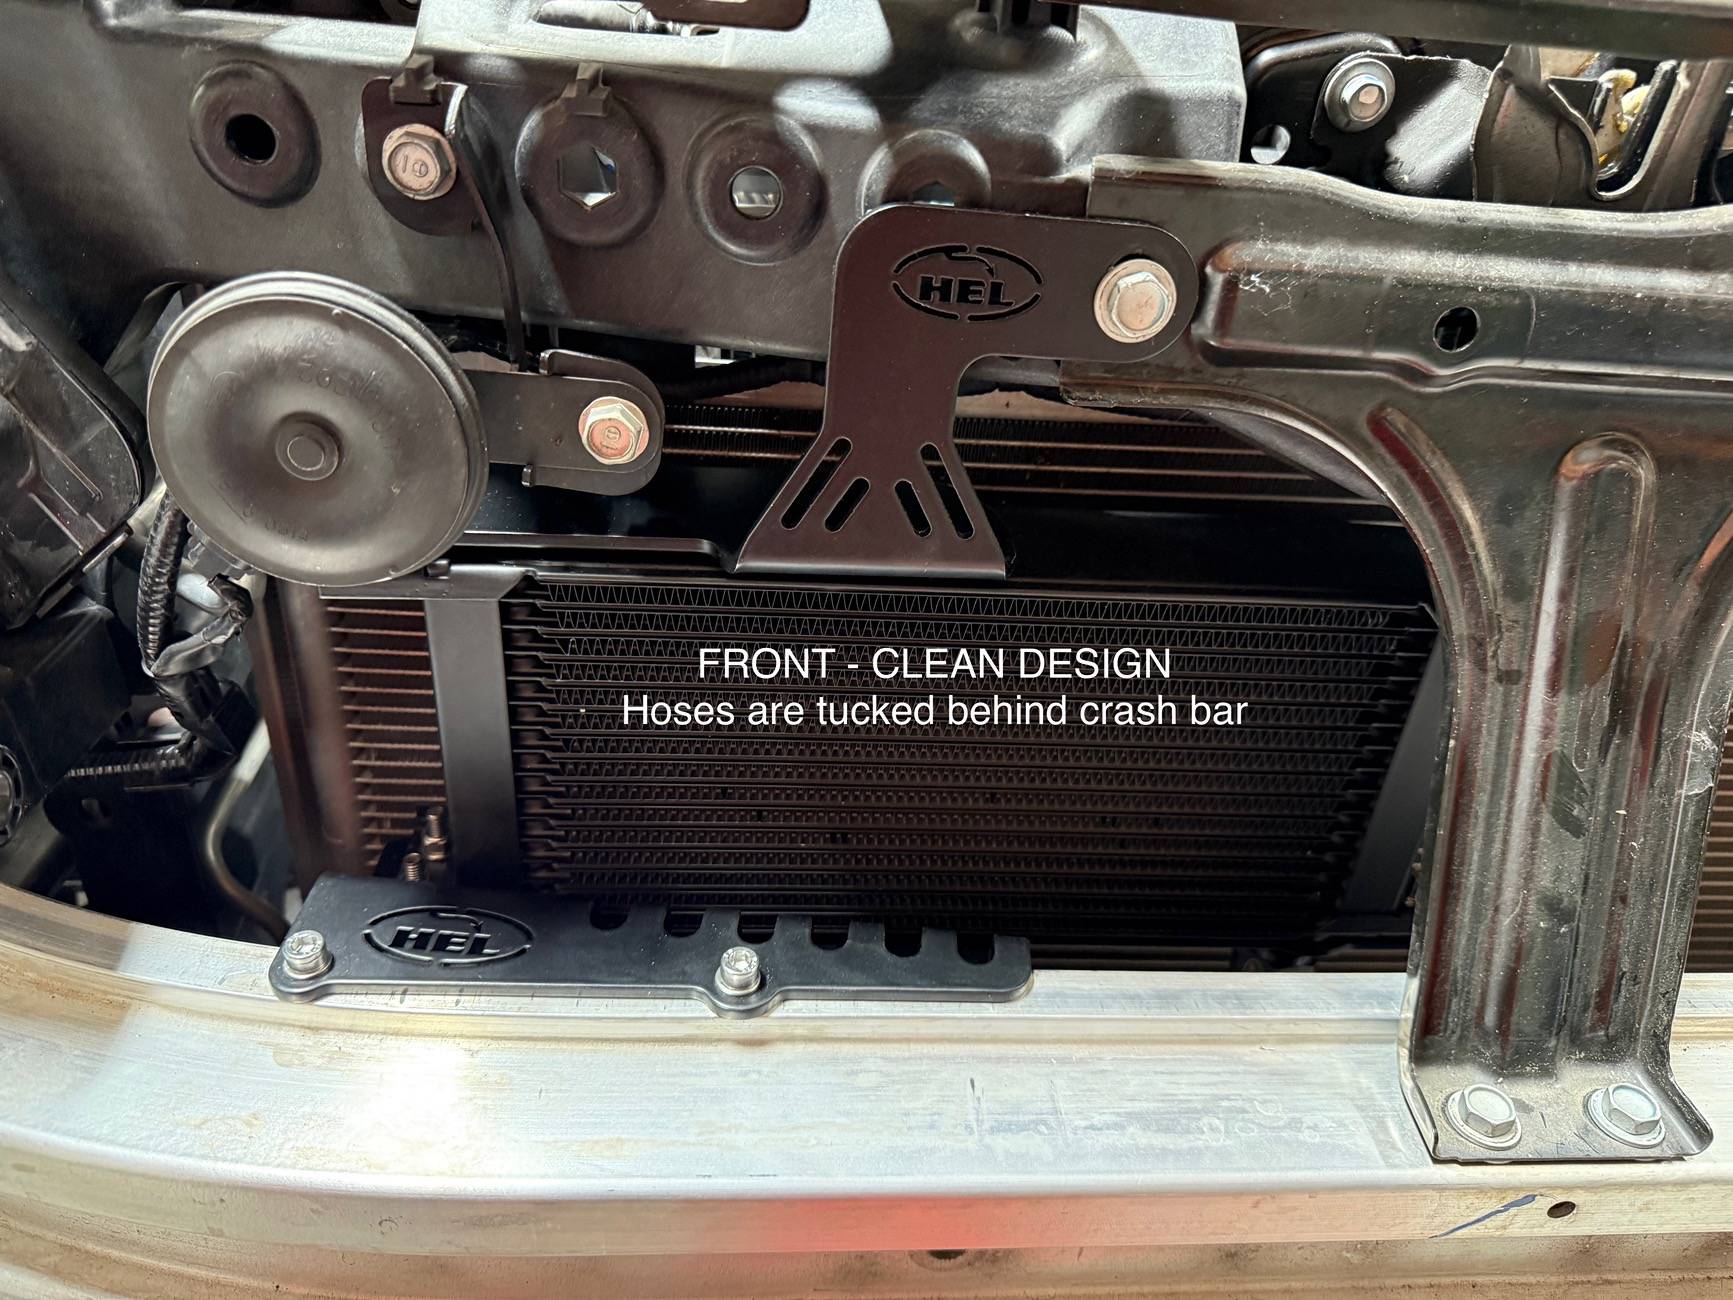 HEL
FRONT - CLEAN DESIGN
Hoses are tucked behind crash bar
HEL